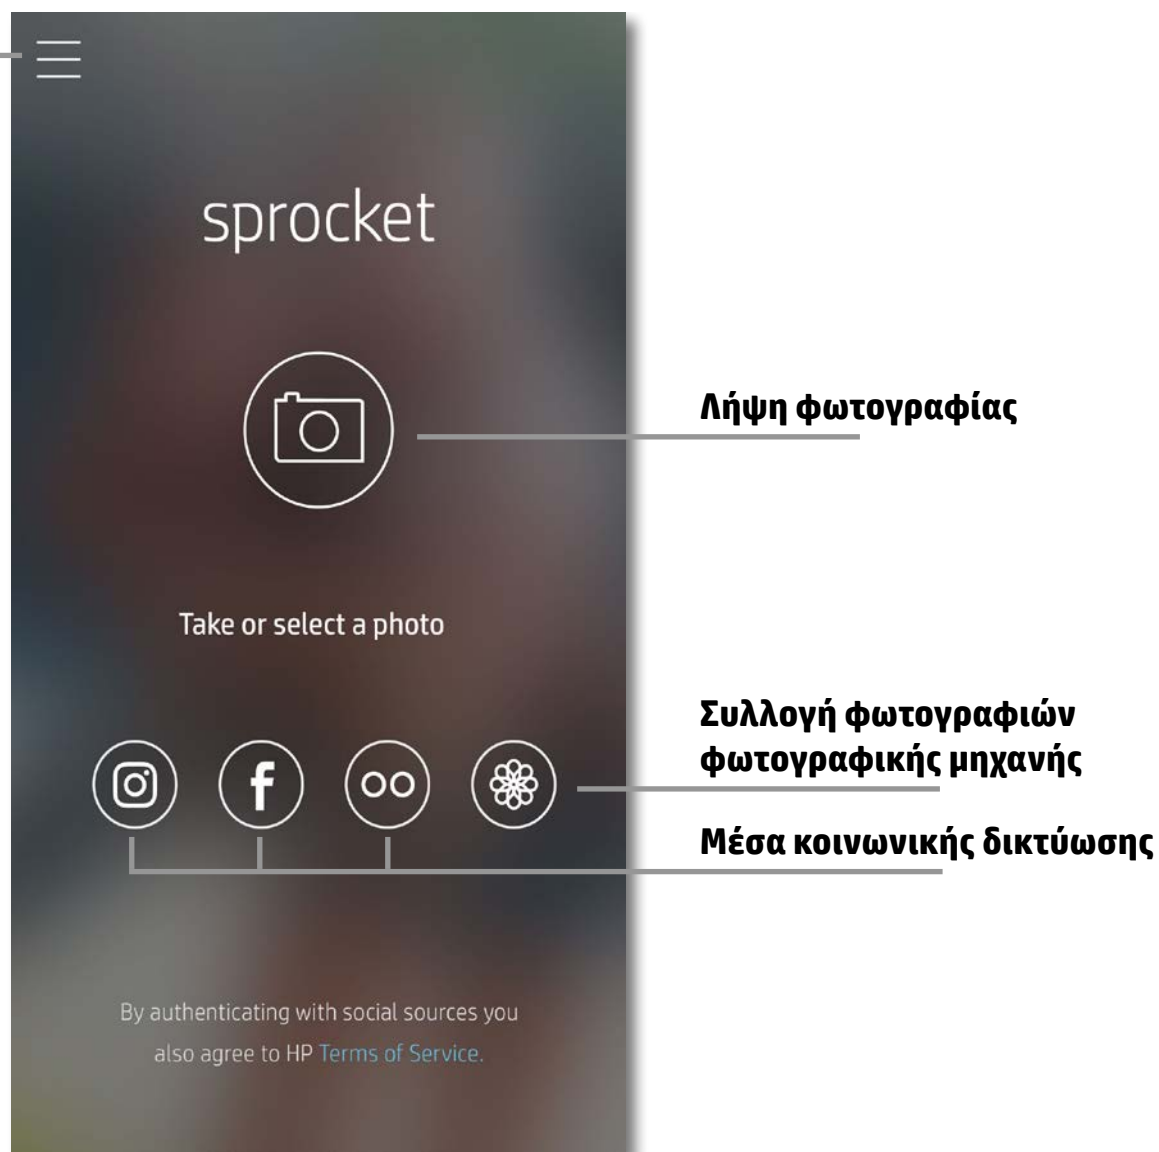 sprocket
Λήψη φωτογραφίας
Take or select a photo
Συλλογή φωτογραφιών
φωτογραφικής μηχανής
Μέσα κοινωνικής δικτύωσης
By authenticating with social sources you
also agree to HP Terms of Service.